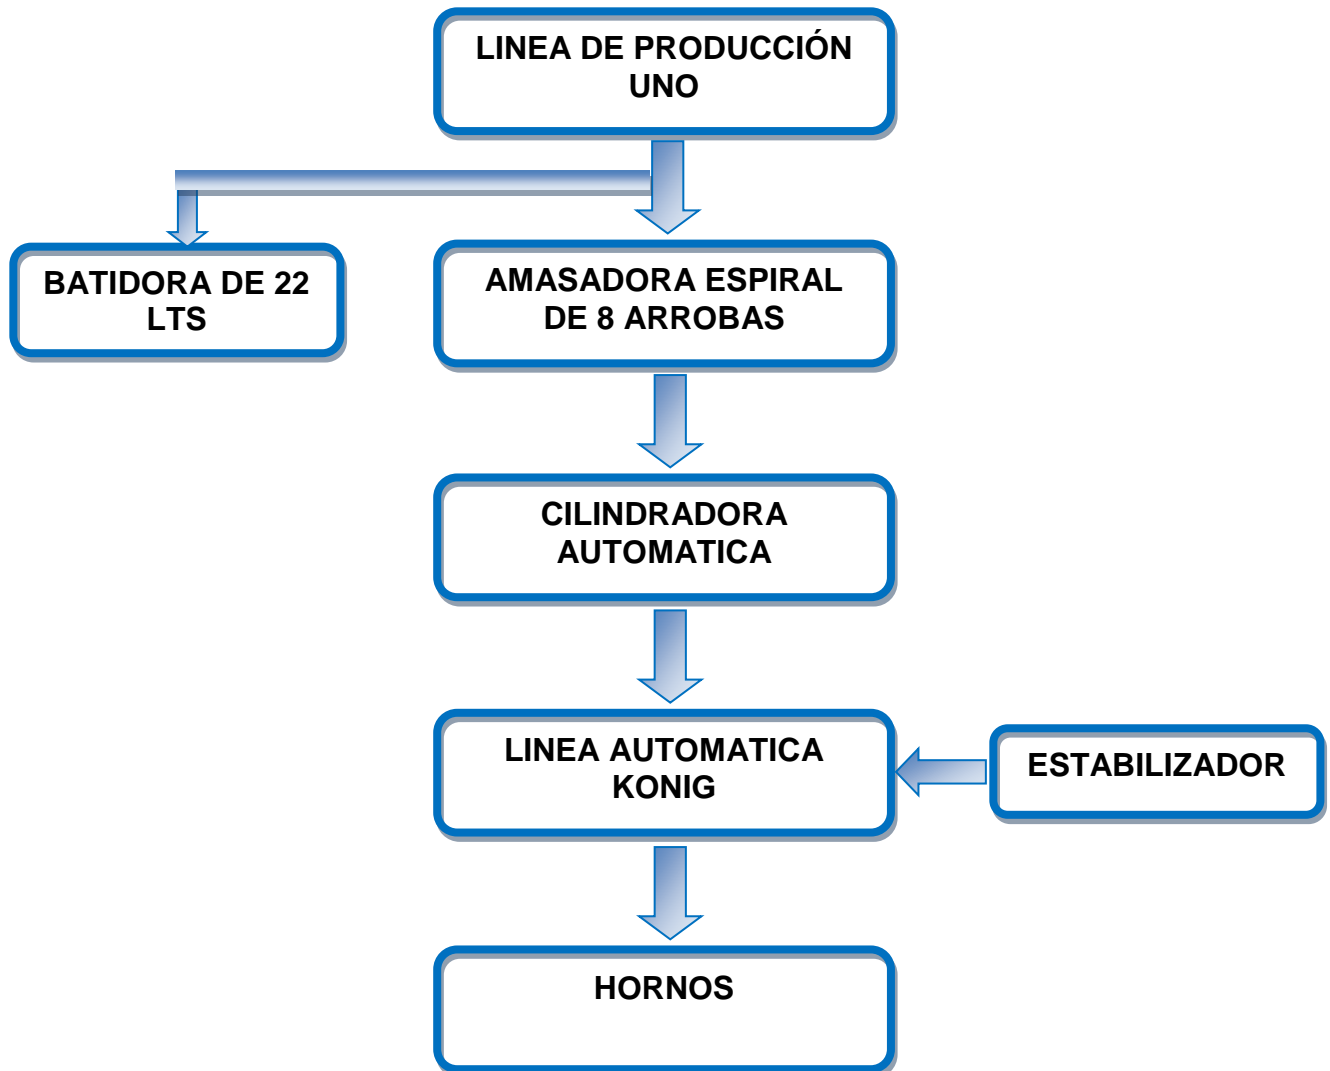 LINEA DE PRODUCCIÓN
UNO
BATIDORA DE 22
LTS
AMASADORA ESPIRAL
DE 8 ARROBAS
CILINDRADORA
AUTOMATICA
LINEA AUTOMATICA
KONIG
ESTABILIZADOR
HORNOS